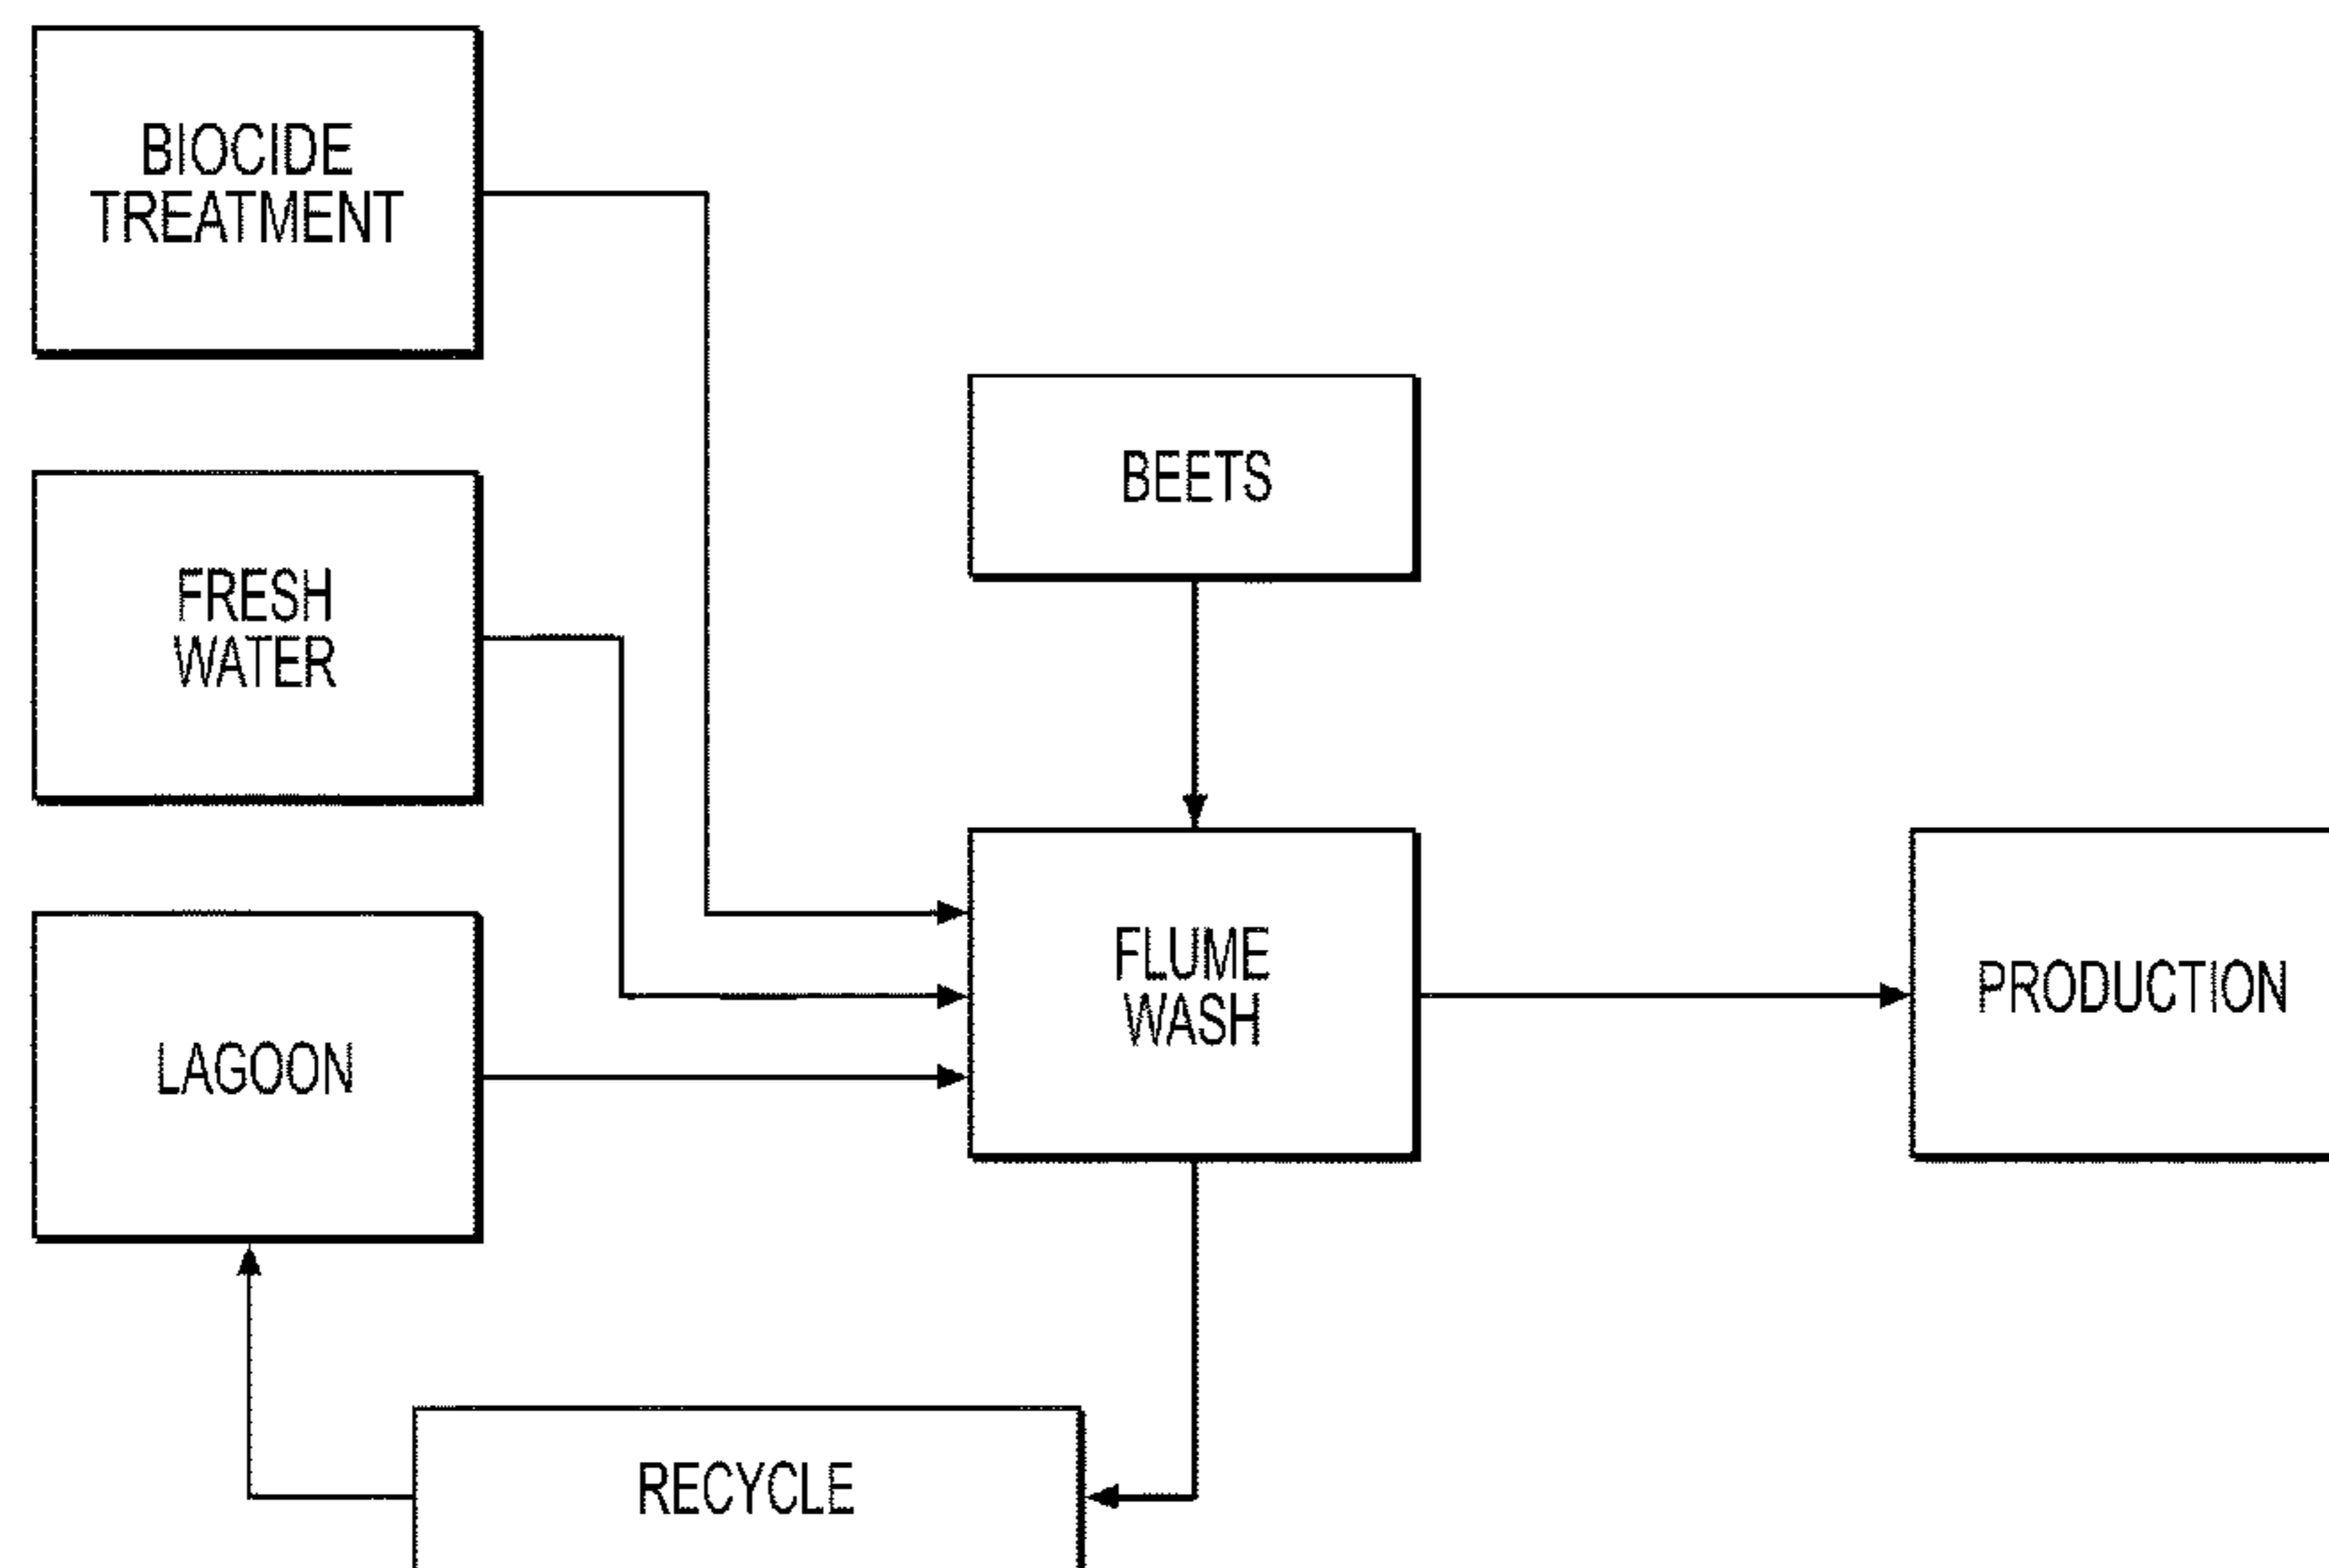 BIOCIDE
TREATMENT
BEETS
FRESH
WATER
FLUME
WASH
PRODUCTION
LAGOON
RECYCLE